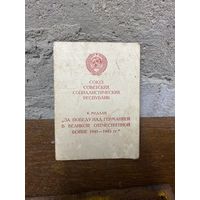 СОЮЗ
СОВЕТСКИХ
СОЦИАЛИСТИЧЕСКИХ
РЕСПУБЛИК
К МЕДАЛИ
„ЗА ПОБЕДУ НАД ГЕРМАНИЕЙ
В ВЕЛИКОЙ ОТЕЧЕСТВЕННОЙ
ВОЙНЕ 1941—1945 гг."